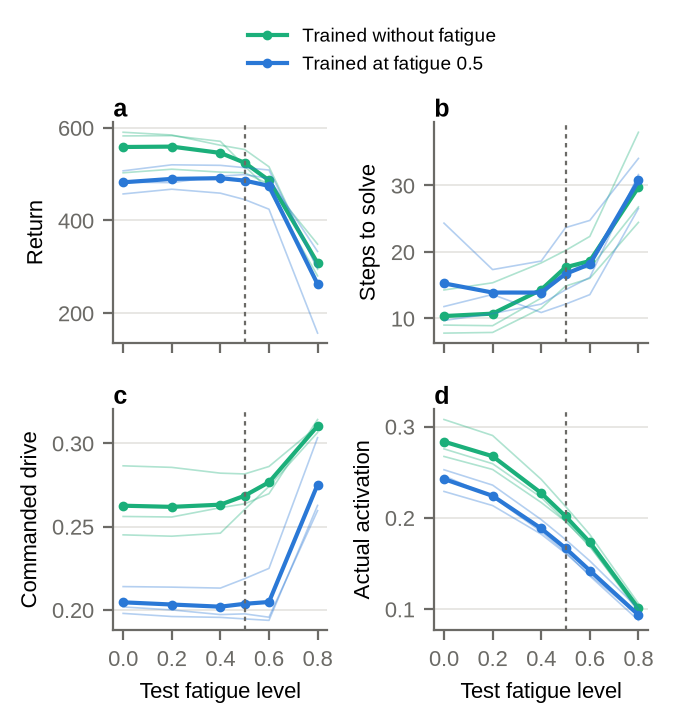 Trained without fatigue
Trained at fatigue 0.5
a
b
600
400
200
Return
30
20
10
Steps to solve
c
d
0.30
0.25
0.20
Commanded drive
0.3
0.2
0.1
Actual activation
0.0 0.2 0.4 0.6 0.8
0.0 0.2 0.4 0.6 0.8
Test fatigue level
Test fatigue level